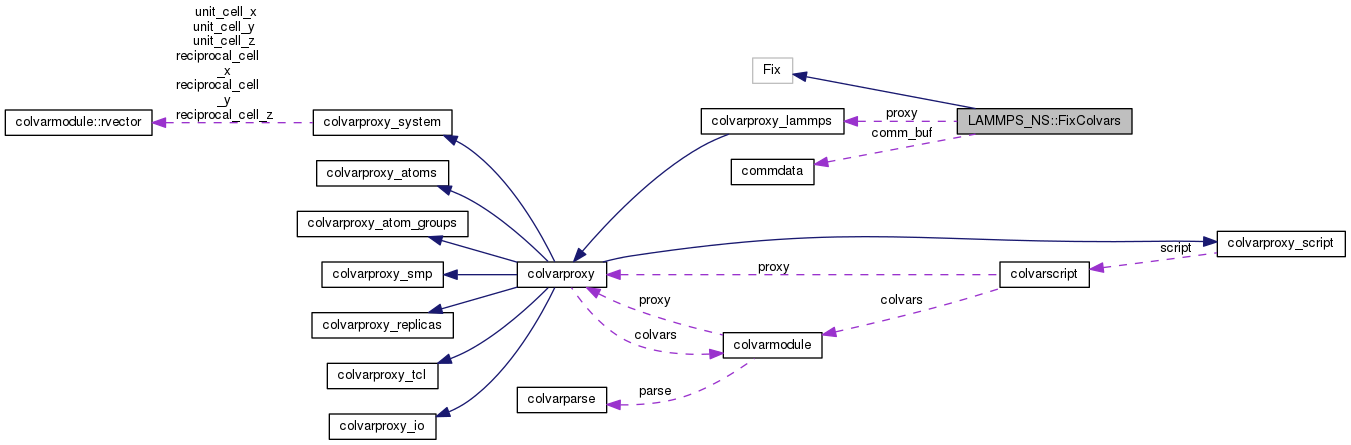 unit_cell_x
unit_cell_y
unit_cell_z
reciprocal_cell
_x
reciprocal_cell
_y
reciprocal_cell_z
colvarmodule::rvector
colvarproxy_system
Fix
colvarproxy_lammps
proxy
LAMMPS_NS::FixColvars
comm_buf
commdata
colvarproxy_atoms
colvarproxy_atom_groups
colvarproxy_smp
colvarproxy_replicas
colvarproxy_tcl
colvarproxy_io
colvarproxy
colvarproxy_script
script
proxy
colvarscript
proxy
colvars
colvars
colvarmodule
parse
colvarparse